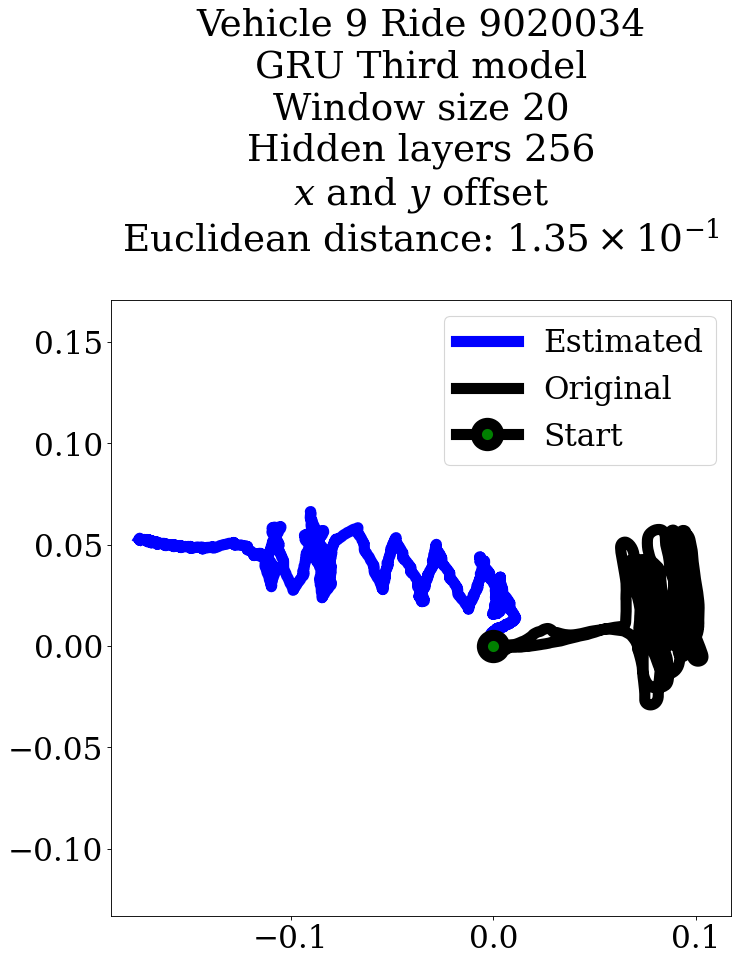 Vehicle 9 Ride 9020034
GRU Third model
Window size 20
Hidden layers 256
x and y offset
Euclidean distance: 1.35 × 10⁻¹
Estimated
Original
Start
0.15
0.10
0.05
0.00
−0.05
−0.10
−0.1 0.0 0.1